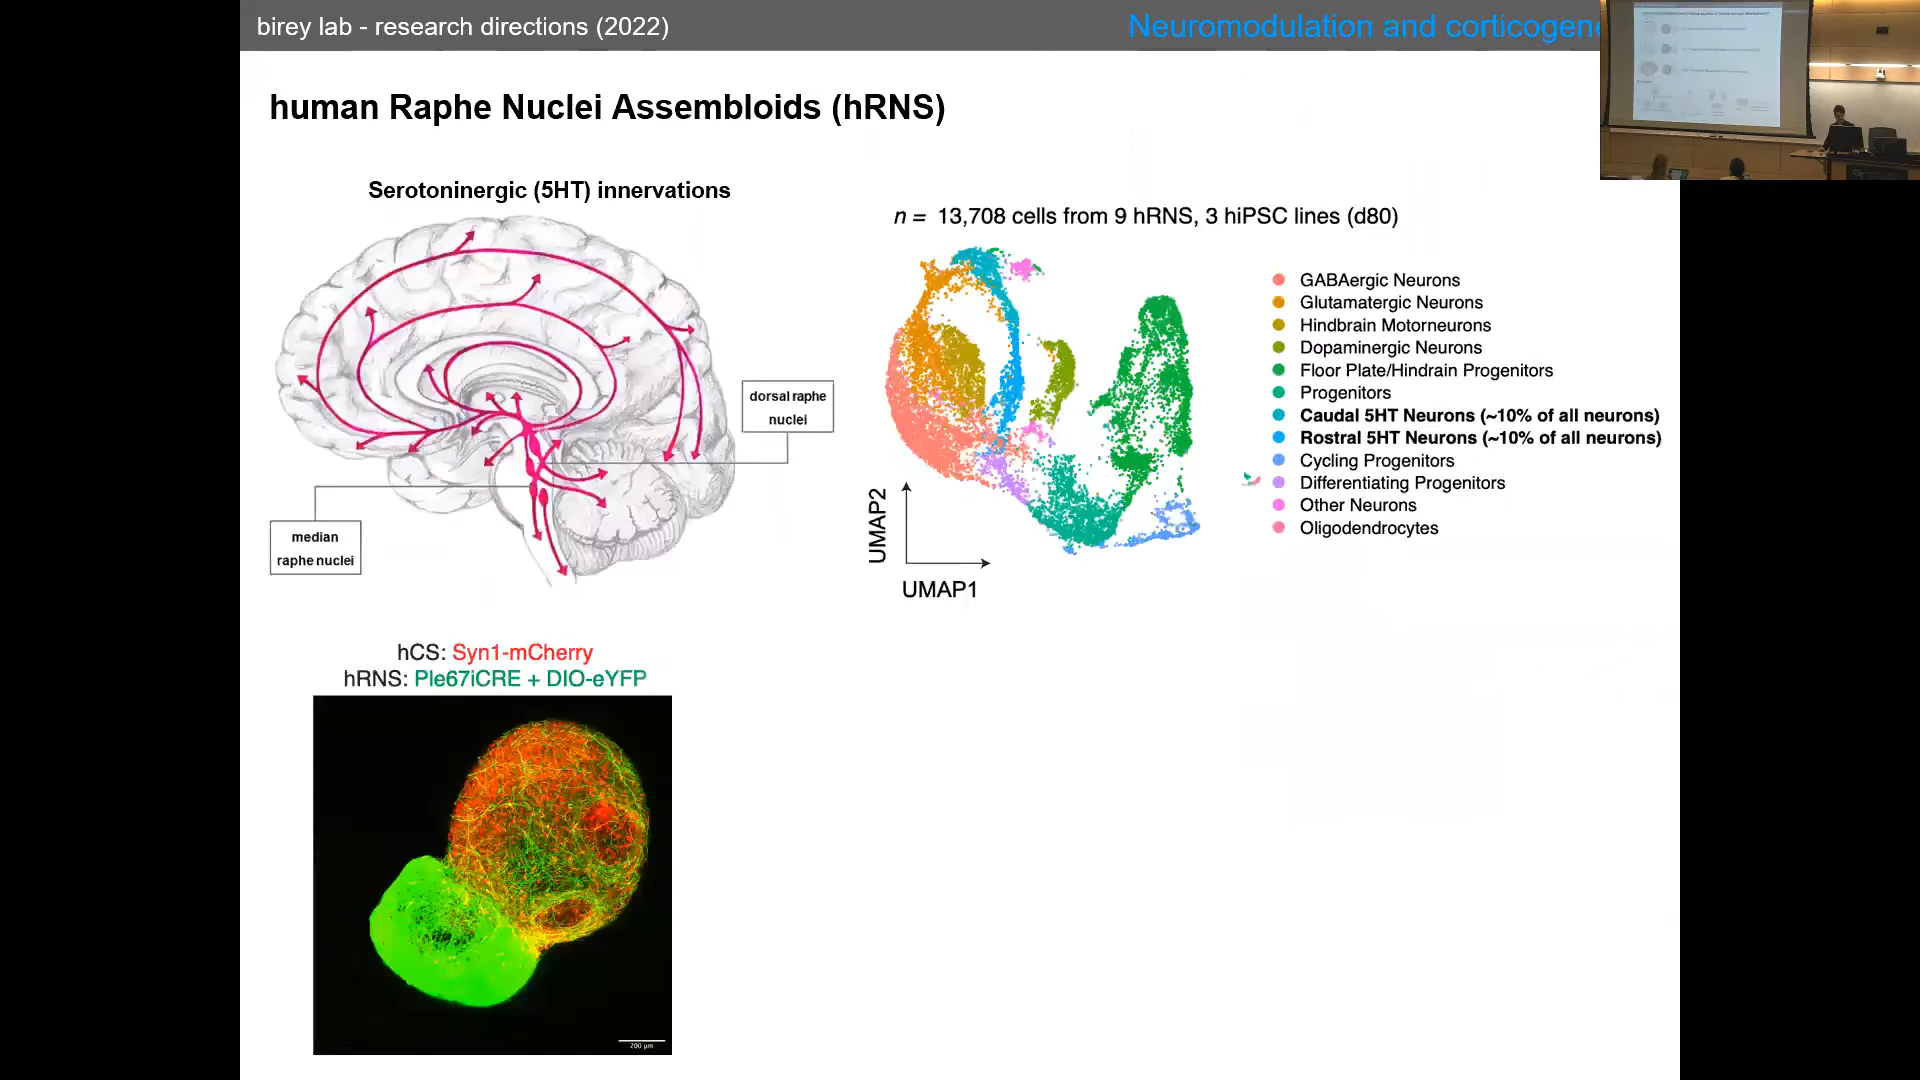 birey lab - research directions (2022)
Neuromodulation and corticogene
human Raphe Nuclei Assembloids (hRNS)
Serotoninergic (5HT) innervations
dorsal raphe
nuclei
median
raphe nuclei
n = 13,708 cells from 9 hRNS, 3 hiPSC lines (d80)
GABAergic Neurons
Glutamatergic Neurons
Hindbrain Motorneurons
Dopaminergic Neurons
Floor Plate/Hindrain Progenitors
Progenitors
Caudal 5HT Neurons (~10% of all neurons)
Rostral 5HT Neurons (~10% of all neurons)
Cycling Progenitors
Differentiating Progenitors
Other Neurons
Oligodendrocytes
UMAP2
UMAP1
hCS: Syn1-mCherry
hRNS: Ple67iCRE + DIO-eYFP
200 µm